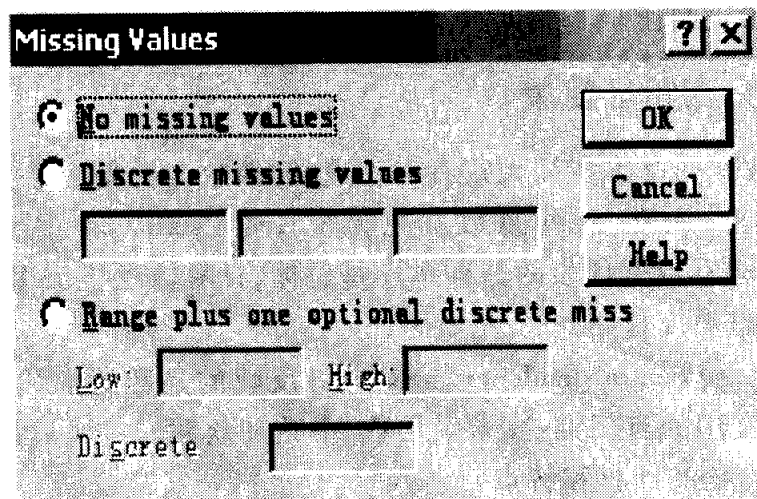 Missing Values
No missing values
OK
Discrete missing values
Cancel
Help
Range plus one optional discrete miss
Low:
High:
Discrete